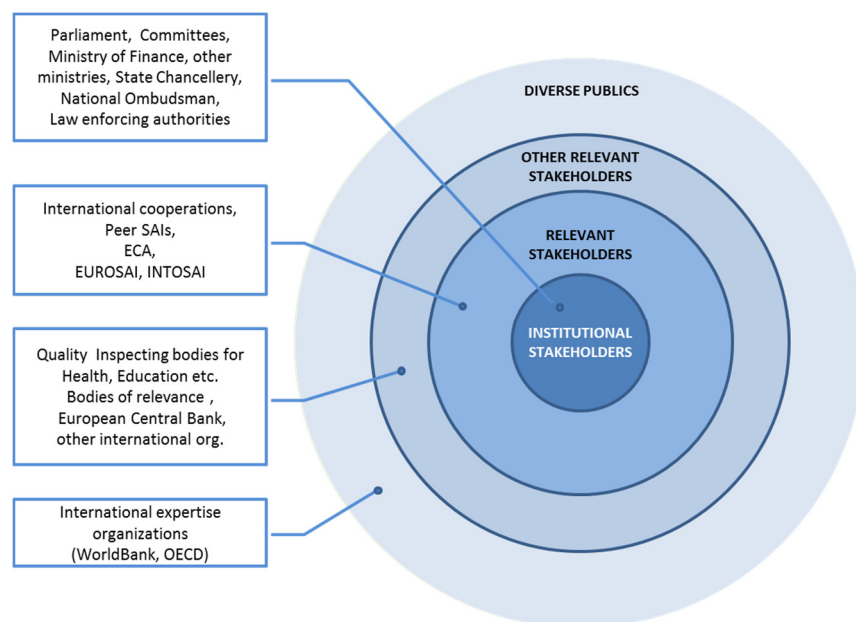 Parliament, Committees,
Ministry of Finance, other
ministries, State Chancellery,
National Ombudsman,
Law enforcing authorities
International cooperations,
Peer SAIs,
ECA,
EUROSAI, INTOSAI
Quality Inspecting bodies for
Health, Education etc.
Bodies of relevance ,
European Central Bank,
other international org.
International expertise
organizations
(WorldBank, OECD)
DIVERSE PUBLICS
OTHER RELEVANT
STAKEHOLDERS
RELEVANT
STAKEHOLDERS
INSTITUTIONAL
STAKEHOLDERS